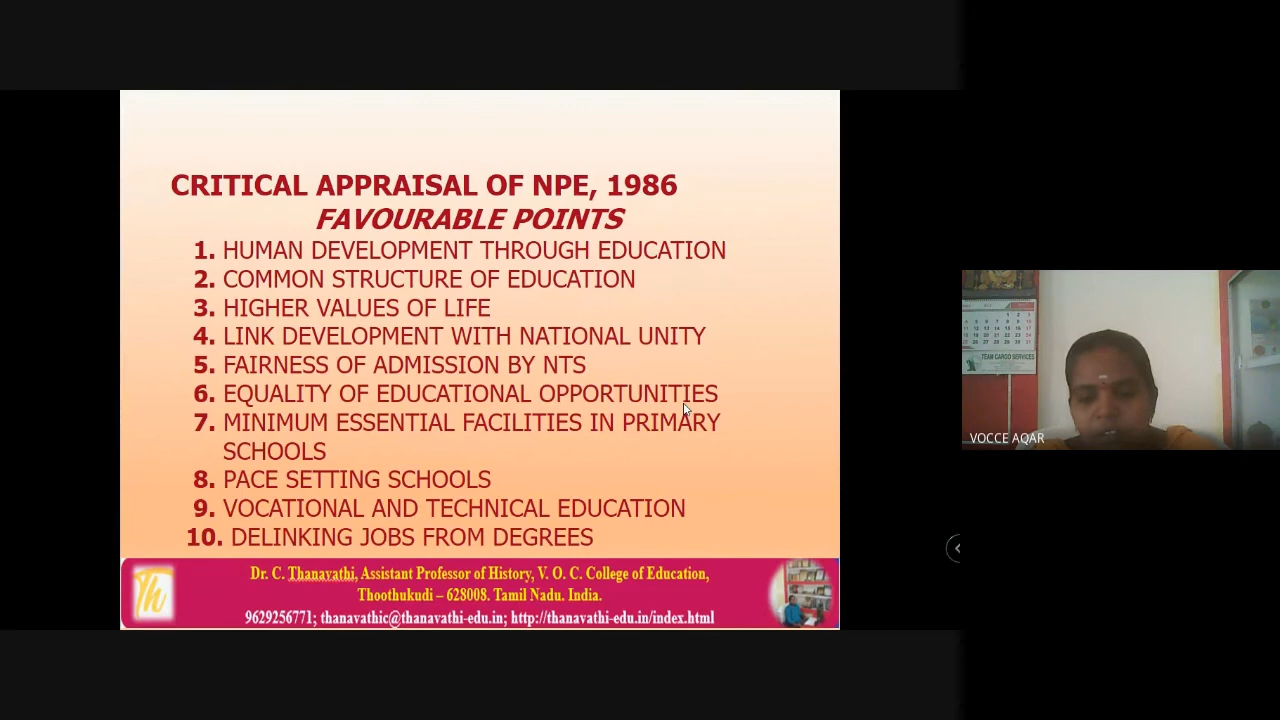 CRITICAL APPRAISAL OF NPE, 1986
FAVOURABLE POINTS
1. HUMAN DEVELOPMENT THROUGH EDUCATION
2. COMMON STRUCTURE OF EDUCATION
3. HIGHER VALUES OF LIFE
4. LINK DEVELOPMENT WITH NATIONAL UNITY
5. FAIRNESS OF ADMISSION BY NTS
6. EQUALITY OF EDUCATIONAL OPPORTUNITIES
7. MINIMUM ESSENTIAL FACILITIES IN PRIMARY
SCHOOLS
8. PACE SETTING SCHOOLS
9. VOCATIONAL AND TECHNICAL EDUCATION
10. DELINKING JOBS FROM DEGREES
Th
Dr. C. Thanavathi, Assistant Professor of History, V. O. C. College of Education,
Thoothukudi – 628008. Tamil Nadu. India.
9629256771; thanavathic@thanavathi-edu.in; http://thanavathi-edu.in/index.html
TEAM CARGO SERVICES
VOCCE AQAR